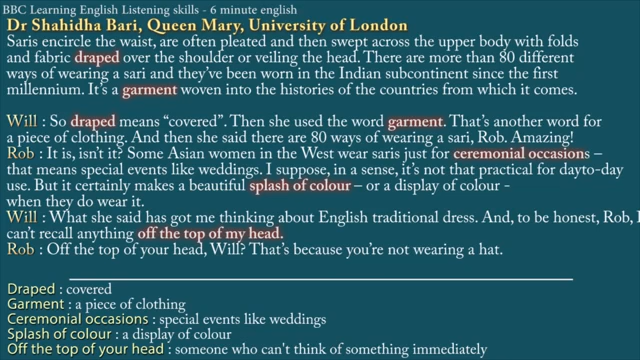 BBC Learning English Listening skills - 6 minute english
Dr Shahidha Bari, Queen Mary, University of London
Saris encircle the waist, are often pleated and then swept across the upper body with folds
and fabric draped over the shoulder or veiling the head. There are more than 80 different
ways of wearing a sari and they've been worn in the Indian subcontinent since the first
millennium. It's a garment woven into the histories of the countries from which it comes.
Will : So draped means “covered”. Then she used the word garment. That's another word for
a piece of clothing. And then she said there are 80 ways of wearing a sari, Rob. Amazing!
Rob : It is, isn't it? Some Asian women in the West wear saris just for ceremonial occasions –
that means special events like weddings. I suppose, in a sense, it's not that practical for dayto-day
use. But it certainly makes a beautiful splash of colour – or a display of colour -
when they do wear it.
Will : What she said has got me thinking about English traditional dress. And, to be honest, Rob, I
can't recall anything off the top of my head.
Rob : Off the top of your head, Will? That's because you're not wearing a hat.
Draped : covered
Garment : a piece of clothing
Ceremonial occasions : special events like weddings
Splash of colour : a display of colour
Off the top of your head : someone who can't think of something immediately